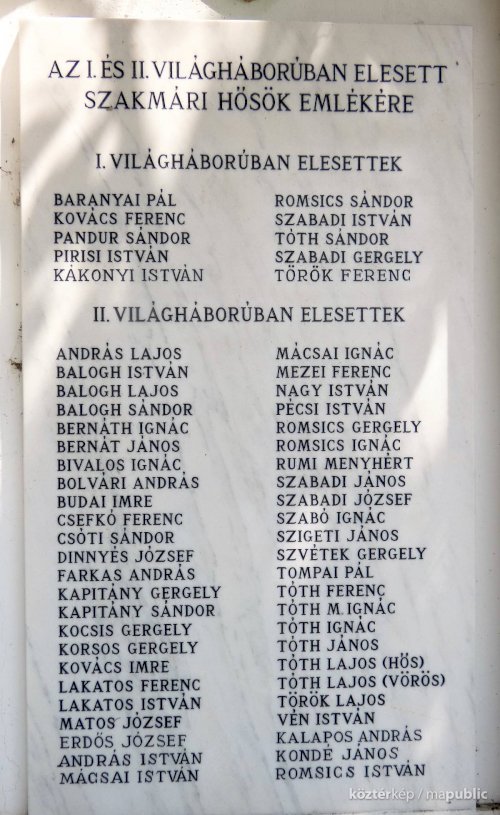 AZ I. ÉS II. VILÁGHÁBORÚBAN ELESETT
SZAKMÁRI HŐSÖK EMLÉKÉRE
I. VILÁGHÁBORÚBAN ELESETTEK
BARANYAI PÁL
KOVÁCS FERENC
PANDUR SÁNDOR
PIRISI ISTVÁN
KÁKONYI ISTVÁN
ROMSICS SÁNDOR
SZABADI ISTVÁN
TÓTH SÁNDOR
SZABADI GERGELY
TÖRÖK FERENC
II. VILÁGHÁBORÚBAN ELESETTEK
ANDRÁS LAJOS
BALOGH ISTVÁN
BALOGH LAJOS
BALOGH SÁNDOR
BERNÁTH IGNÁC
BERNÁT JÁNOS
BIVALOS IGNÁC
BOLVÁRI ANDRÁS
BUDAI IMRE
CSEFKÓ FERENC
CSÓTI SÁNDOR
DINNYÉS JÓZSEF
FARKAS ANDRÁS
KAPITÁNY GERGELY
KAPITÁNY SÁNDOR
KOCSIS GERGELY
KORSOS GERGELY
KOVÁCS IMRE
LAKATOS FERENC
LAKATOS ISTVÁN
MATOS JÓZSEF
ERDŐS JÓZSEF
ANDRÁS ISTVÁN
MÁCSAI ISTVÁN
MÁCSAI IGNÁC
MEZEI FERENC
NAGY ISTVÁN
PÉCSI ISTVÁN
ROMSICS GERGELY
ROMSICS IGNÁC
RUMI MENYHÉRT
SZABADI JÁNOS
SZABADI JÓZSEF
SZABÓ IGNÁC
SZIGETI JÁNOS
SZVÉTEK GERGELY
TOMPAI PÁL
TÓTH FERENC
TÓTH M. IGNÁC
TÓTH IGNÁC
TÓTH JÁNOS
TÓTH LAJOS (HŐS)
TÓTH LAJOS (VÖRÖS)
TÖRÖK LAJOS
VÉN ISTVÁN
KALAPOS ANDRÁS
KONDÉ JÁNOS
ROMSICS ISTVÁN
köztérkép / mapublic